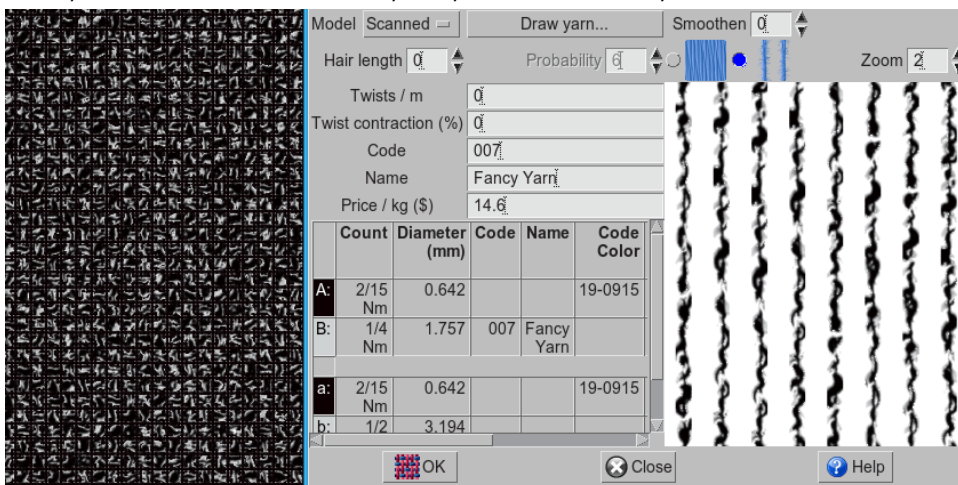 Model Scanned Draw yarn... Smoothen 0
Hair length 0 Probability 6 Zoom 2
Twists / m 0
Twist contraction (%) 0
Code 007
Name Fancy Yarn
Price / kg ($) 14.6
Count Diameter (mm) Code Name Code Color
A: 2/15 Nm 0.642 19-0915
B: 1/4 Nm 1.757 007 Fancy Yarn
a: 2/15 Nm 0.642 19-0915
b: 1/2 3.194
OK Close Help